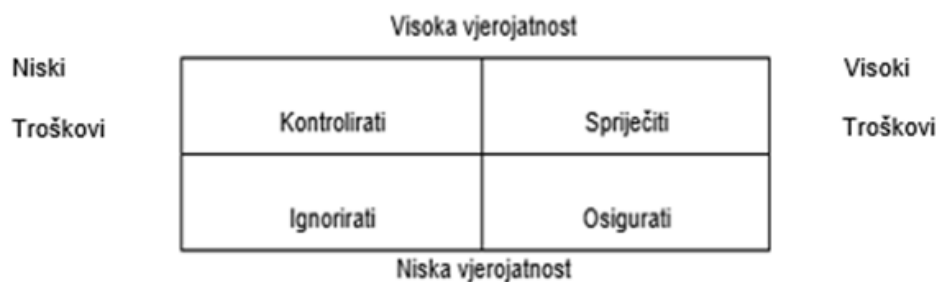 Visoka vjerojatnost
Niski
Troškovi
Visoki
Troškovi
Kontrolirati
Spriječiti
Ignorirati
Osigurati
Niska vjerojatnost